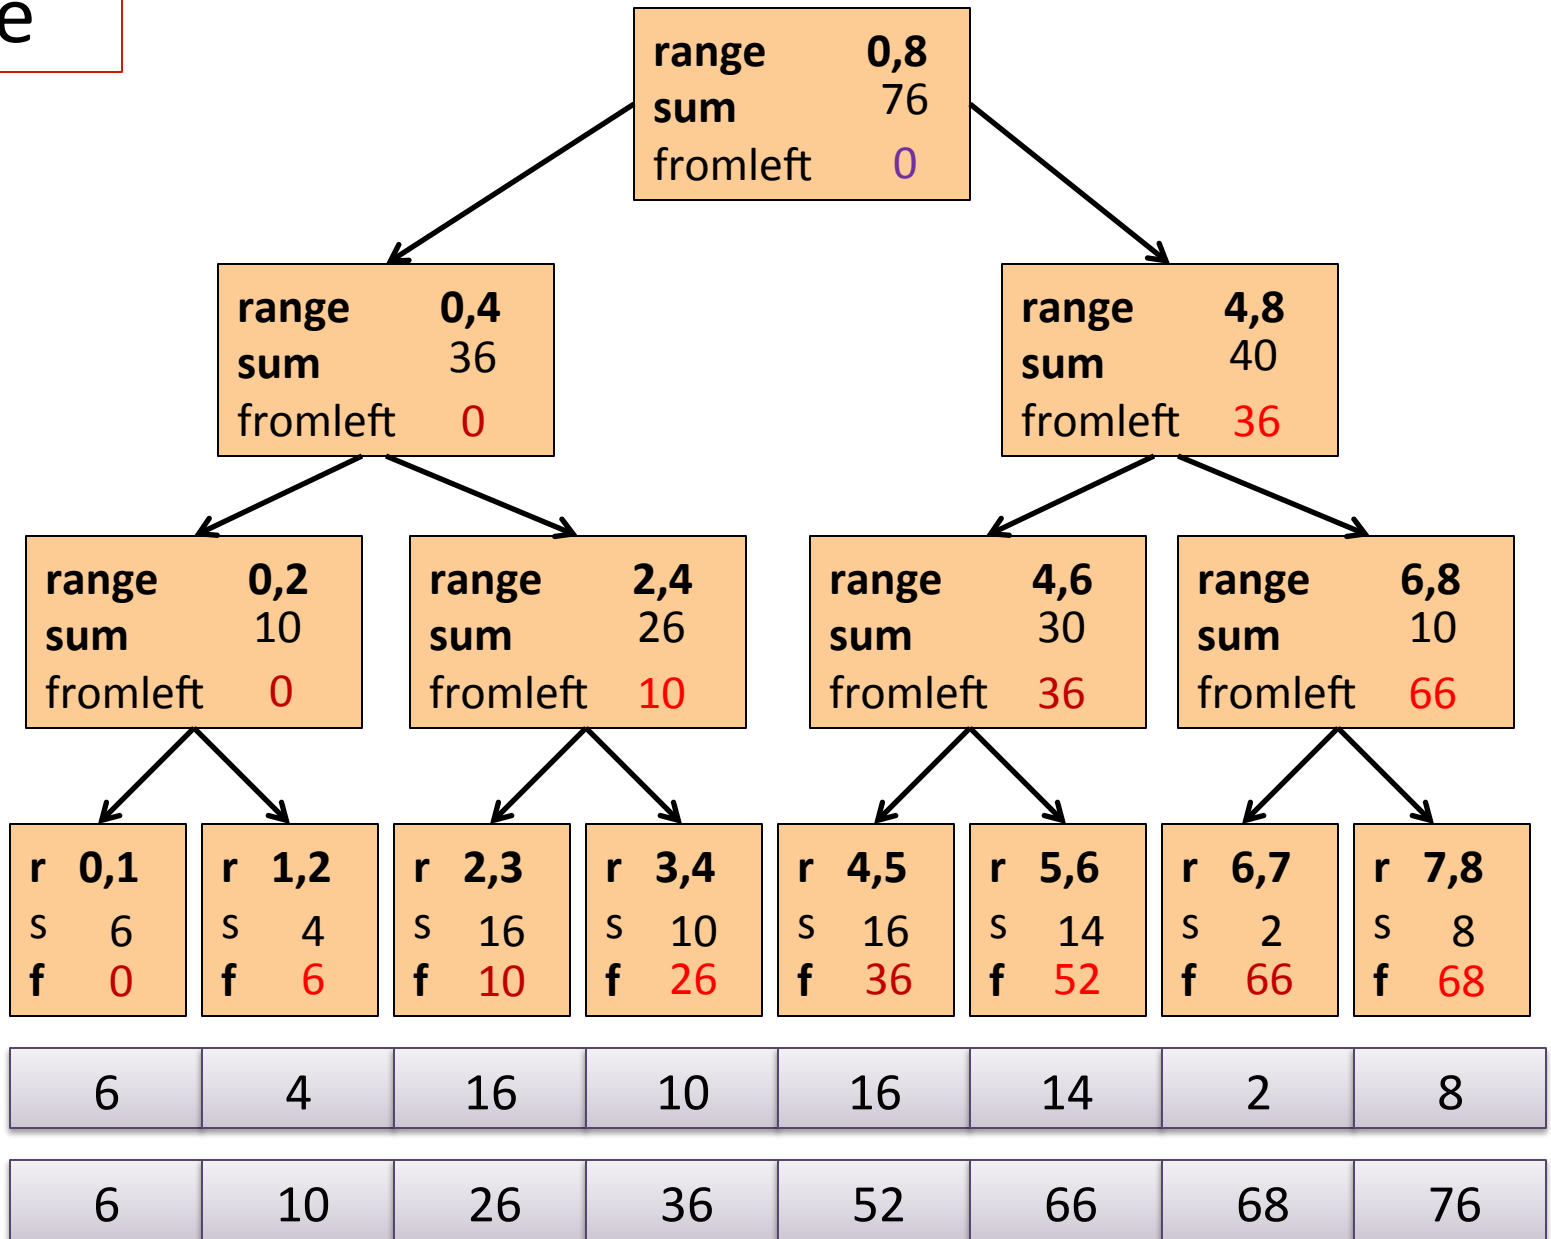 e
range 0,8
sum 76
fromleft 0
range 0,4
sum 36
fromleft 0
range 4,8
sum 40
fromleft 36
range 0,2
sum 10
fromleft 0
range 2,4
sum 26
fromleft 10
range 4,6
sum 30
fromleft 36
range 6,8
sum 10
fromleft 66
r 0,1
s 6
f 0
r 1,2
s 4
f 6
r 2,3
s 16
f 10
r 3,4
s 10
f 26
r 4,5
s 16
f 36
r 5,6
s 14
f 52
r 6,7
s 2
f 66
r 7,8
s 8
f 68
6 4 16 10 16 14 2 8
6 10 26 36 52 66 68 76